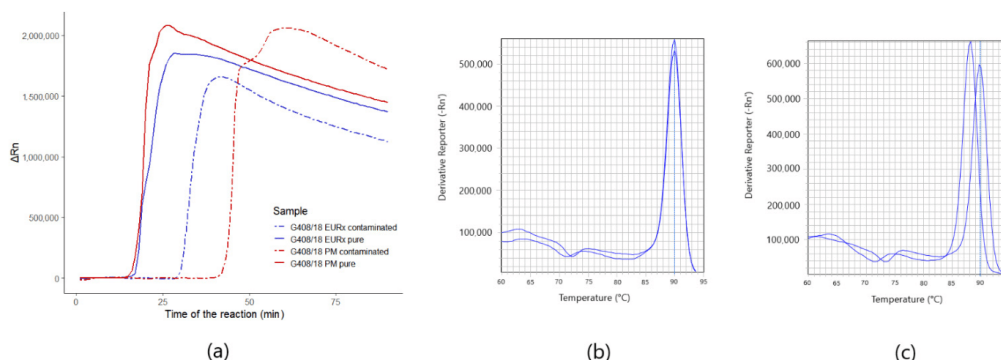 2,000,000
1,500,000
1,000,000
500,000
0
ΔRn
0
25
50
75
Time of the reaction (min)
Sample
G408/18 EURx contaminated
G408/18 EURx pure
G408/18 PM contaminated
G408/18 PM pure
(a)
500.000
400.000
300.000
200.000
100.000
Derivative Reporter (-Rn')
60 65 70 75 80 85 90 95
Temperature (°C)
(b)
600.000
500.000
400.000
300.000
200.000
100.000
Derivative Reporter (-Rn')
60 65 70 75 80 85 90
Temperature (°C)
(c)